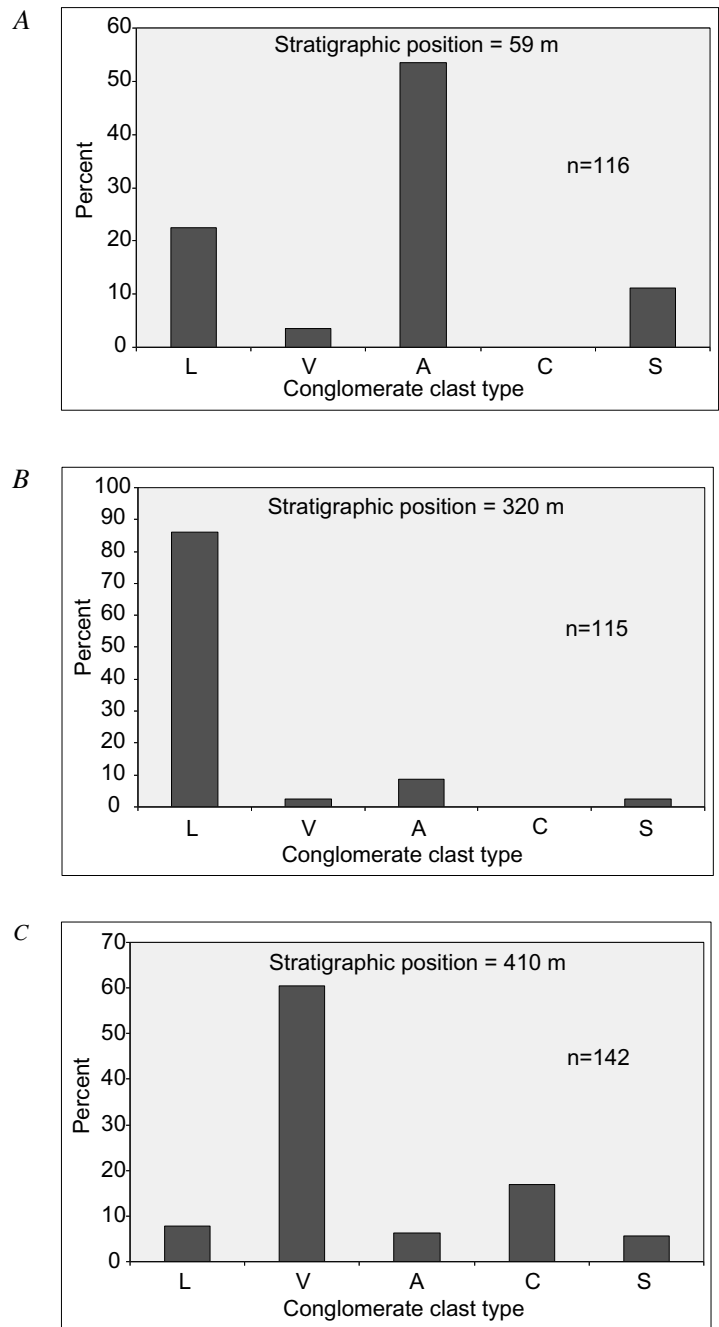 A
Stratigraphic position = 59 m
60
50
40
30
20
10
0
Percent
n=116
L V A C S
Conglomerate clast type
B
Stratigraphic position = 320 m
100
90
80
70
60
50
40
30
20
10
0
Percent
n=115
L V A C S
Conglomerate clast type
C
Stratigraphic position = 410 m
70
60
50
40
30
20
10
0
Percent
n=142
L V A C S
Conglomerate clast type